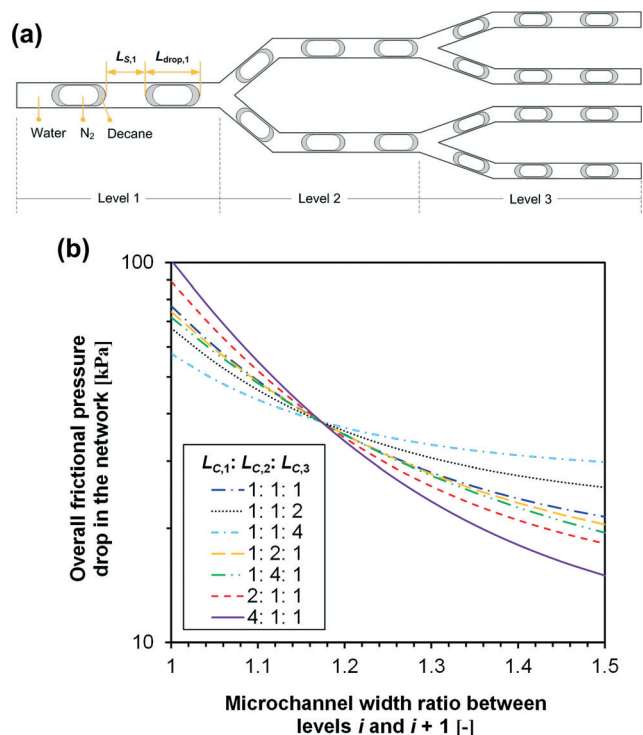 (a)
L_S,1 L_drop,1
Water N₂ Decane
Level 1 Level 2 Level 3
(b)
100
10
Overall frictional pressure
drop in the network [kPa]
L_C,1: L_C,2: L_C,3
1: 1: 1
1: 1: 2
1: 1: 4
1: 2: 1
1: 4: 1
2: 1: 1
4: 1: 1
1 1.1 1.2 1.3 1.4 1.5
Microchannel width ratio between
levels i and i + 1 [-]